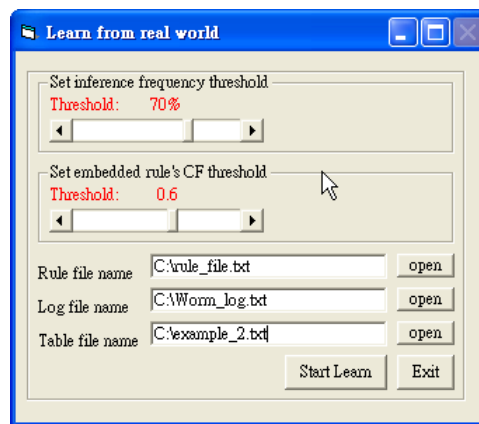 Learn from real world
Set inference frequency threshold
Threshold: 70%
Set embedded rule's CF threshold
Threshold: 0.6
Rule file name C:\rule_file.txt open
Log file name C:\Worm_log.txt open
Table file name C:\example_2.txt open
Start Learn Exit